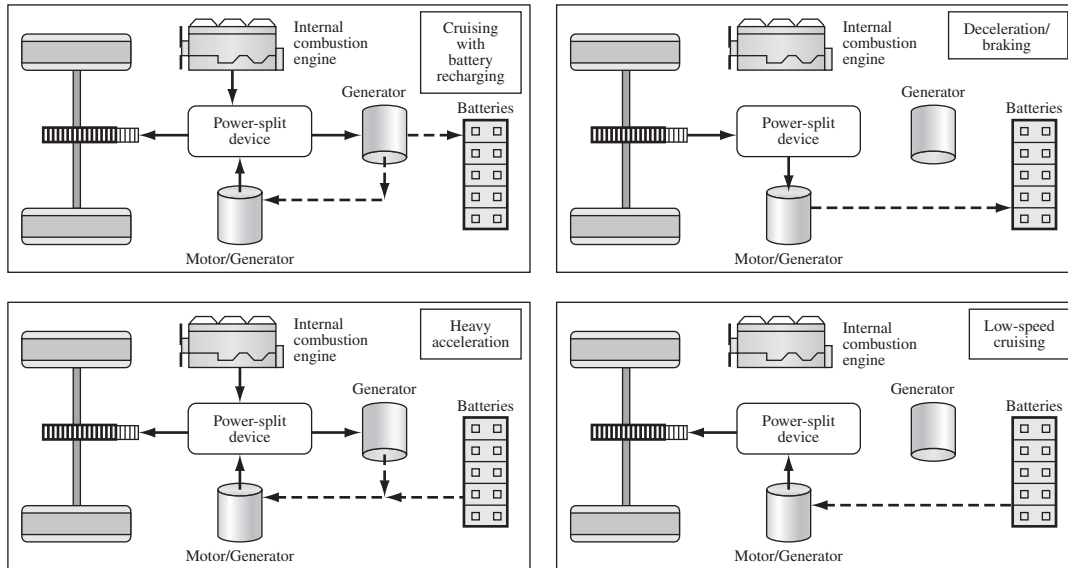 Internal
combustion
engine
Cruising
with
battery
recharging
Generator
Batteries
Power-split
device
Motor/Generator
Internal
combustion
engine
Deceleration/
braking
Generator
Batteries
Power-split
device
Motor/Generator
Internal
combustion
engine
Heavy
acceleration
Generator
Batteries
Power-split
device
Motor/Generator
Internal
combustion
engine
Low-speed
cruising
Generator
Batteries
Power-split
device
Motor/Generator